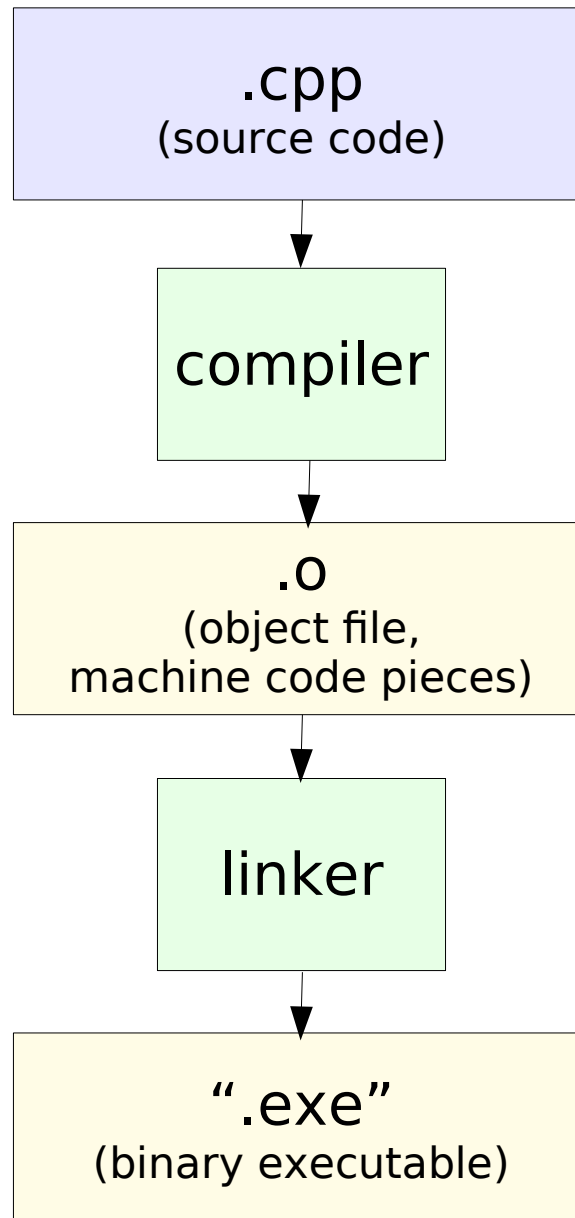 .cpp
(source code)
compiler
.o
(object file,
machine code pieces)
linker
“.exe”
(binary executable)